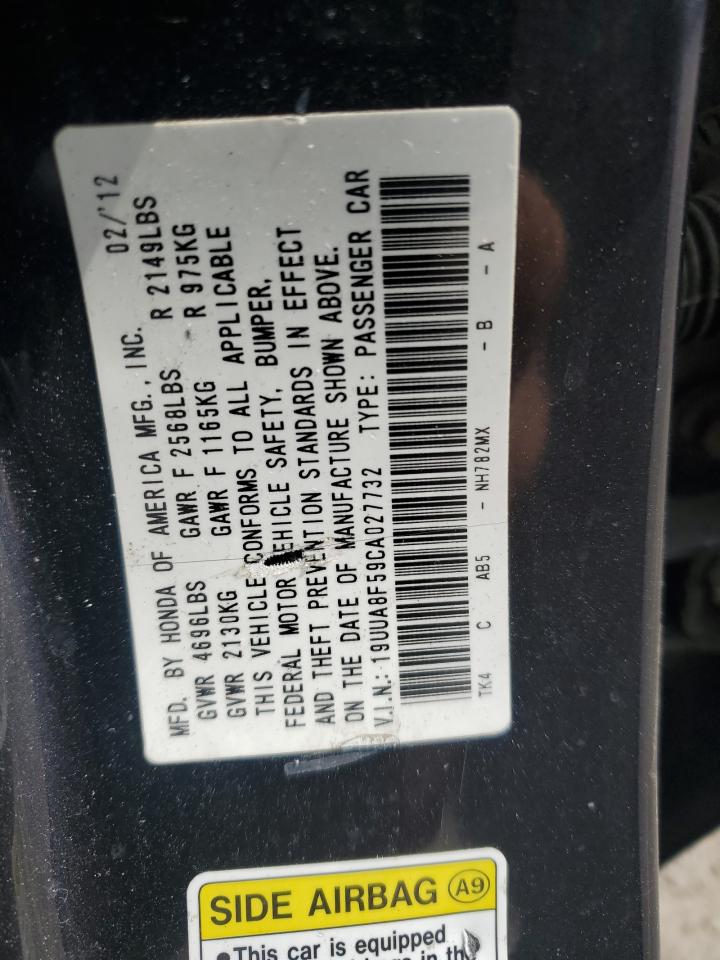 MFD. BY HONDA OF AMERICA MFG., INC. 02/'12
GVWR 4696LBS GAWR F 2568LBS R 2149LBS
GVWR 2130KG GAWR F 1165KG R 975KG
THIS VEHICLE CONFORMS TO ALL APPLICABLE
FEDERAL MOTOR VEHICLE SAFETY, BUMPER,
AND THEFT PREVENTION STANDARDS IN EFFECT
ON THE DATE OF MANUFACTURE SHOWN ABOVE.
V.I.N.: 19UUA8F59CA027732 TYPE: PASSENGER CAR
TK4 C AB5 - NH782MX - B - A
SIDE AIRBAG A9
●This car is equipped
in the